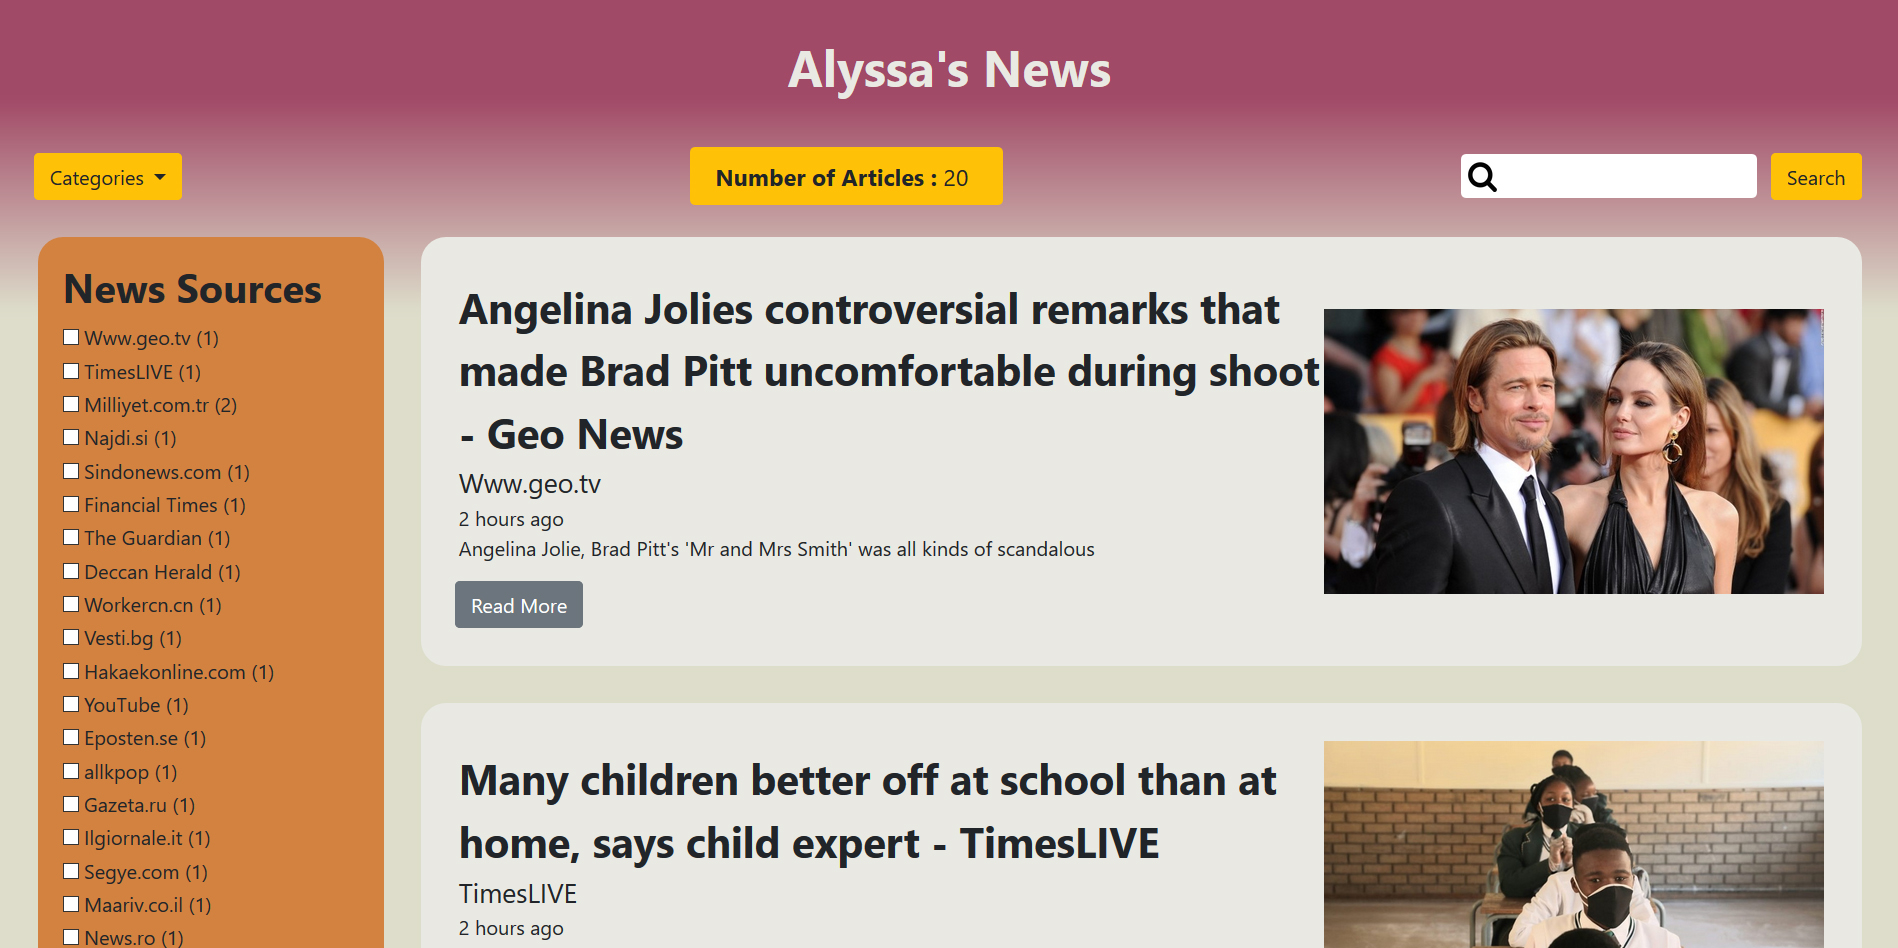 Alyssa's News
Categories
Number of Articles : 20
Search
News Sources
Www.geo.tv (1)
TimesLIVE (1)
Milliyet.com.tr (2)
Najdi.si (1)
Sindonews.com (1)
Financial Times (1)
The Guardian (1)
Deccan Herald (1)
Workercn.cn (1)
Vesti.bg (1)
Hakaekonline.com (1)
YouTube (1)
Eposten.se (1)
allkpop (1)
Gazeta.ru (1)
Ilgiornale.it (1)
Segye.com (1)
Maariv.co.il (1)
News.ro (1)
Angelina Jolies controversial remarks that
made Brad Pitt uncomfortable during shoot
- Geo News
Www.geo.tv
2 hours ago
Angelina Jolie, Brad Pitt's 'Mr and Mrs Smith' was all kinds of scandalous
Read More
Many children better off at school than at
home, says child expert - TimesLIVE
TimesLIVE
2 hours ago